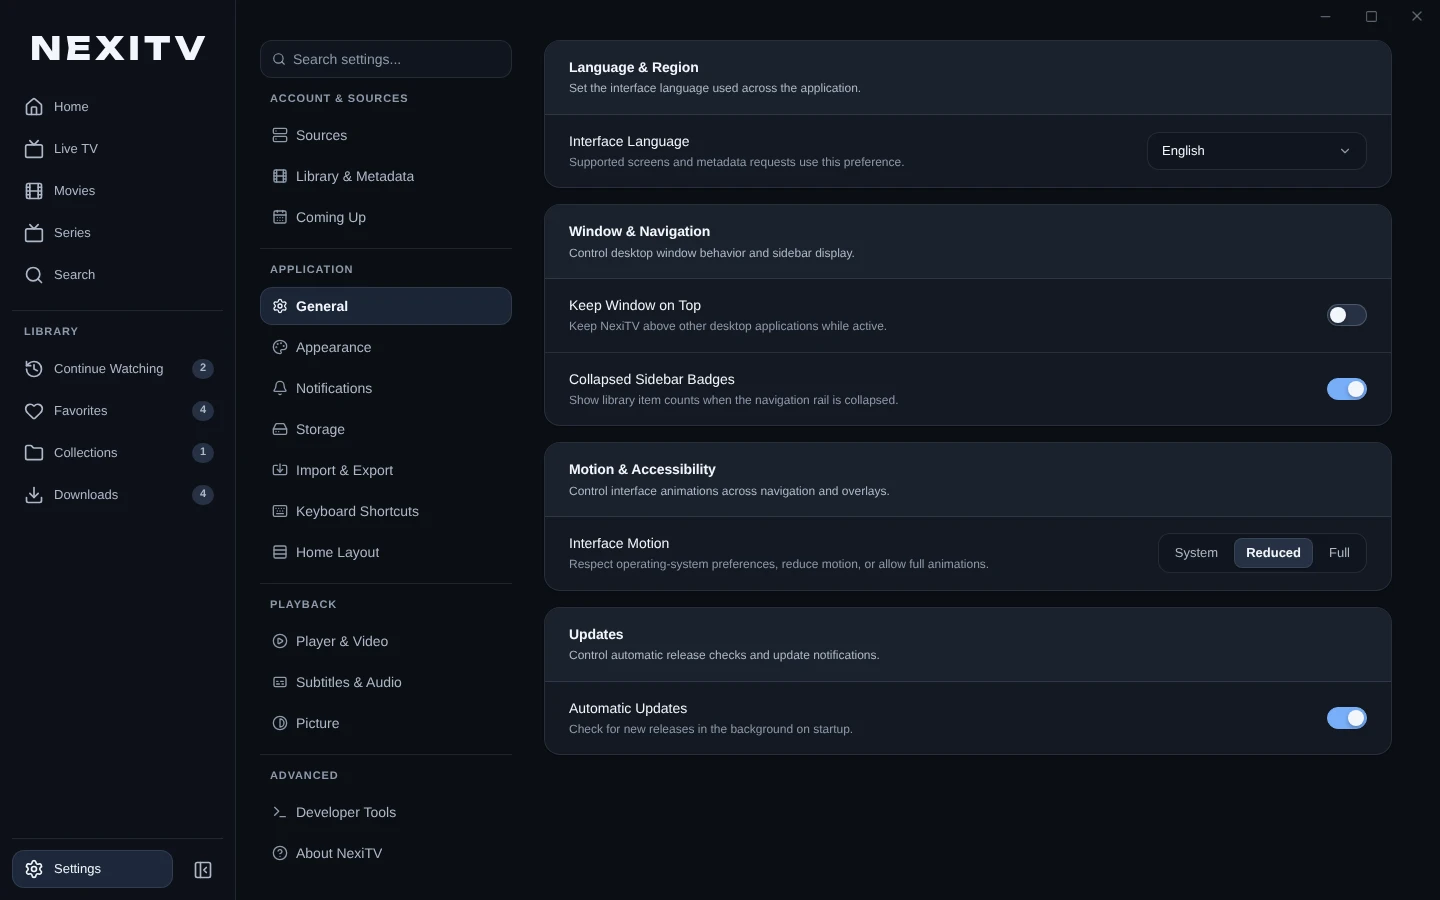 NEXITV
Home
Live TV
Movies
Series
Search
LIBRARY
Continue Watching 2
Favorites 4
Collections 1
Downloads 4
Settings
Search settings...
ACCOUNT & SOURCES
Sources
Library & Metadata
Coming Up
APPLICATION
General
Appearance
Notifications
Storage
Import & Export
Keyboard Shortcuts
Home Layout
PLAYBACK
Player & Video
Subtitles & Audio
Picture
ADVANCED
Developer Tools
About NexiTV
Language & Region
Set the interface language used across the application.
Interface Language
Supported screens and metadata requests use this preference.
English
Window & Navigation
Control desktop window behavior and sidebar display.
Keep Window on Top
Keep NexiTV above other desktop applications while active.
Collapsed Sidebar Badges
Show library item counts when the navigation rail is collapsed.
Motion & Accessibility
Control interface animations across navigation and overlays.
Interface Motion
Respect operating-system preferences, reduce motion, or allow full animations.
System Reduced Full
Updates
Control automatic release checks and update notifications.
Automatic Updates
Check for new releases in the background on startup.